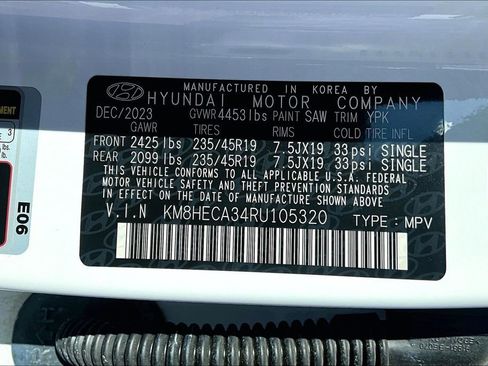 MANUFACTURED IN KOREA BY
HYUNDAI MOTOR COMPANY
DEC/2023 GVWR 4453lbs PAINT SAW TRIM YPK
GAWR TIRES RIMS COLD TIRE INFL
FRONT 2425lbs 235/45R19 7.5JX19 33psi SINGLE
REAR 2099lbs 235/45R19 7.5JX19 33psi SINGLE
THIS VEHICLE CONFORMS TO ALL APPLICABLE U.S.A. FEDERAL
MOTOR VEHICLE SAFETY AND THEFT PREVENTION STANDARDS
IN EFFECT ON THE DATE OF MANUFACTURE SHOWN ABOVE.
V.I.N KM8HECA34RU105320 TYPE : MPV
E06
3
lbs.